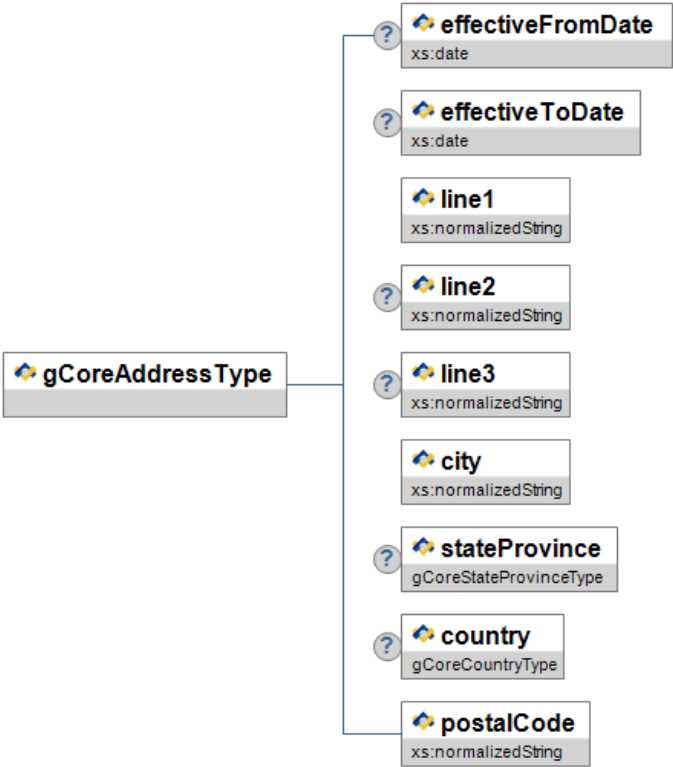 ?
effectiveFromDate
xs:date
?
effectiveToDate
xs:date
line1
xs:normalizedString
?
line2
xs:normalizedString
gCoreAddressType
?
line3
xs:normalizedString
city
xs:normalizedString
?
stateProvince
gCoreStateProvinceType
?
country
gCoreCountryType
postalCode
xs:normalizedString